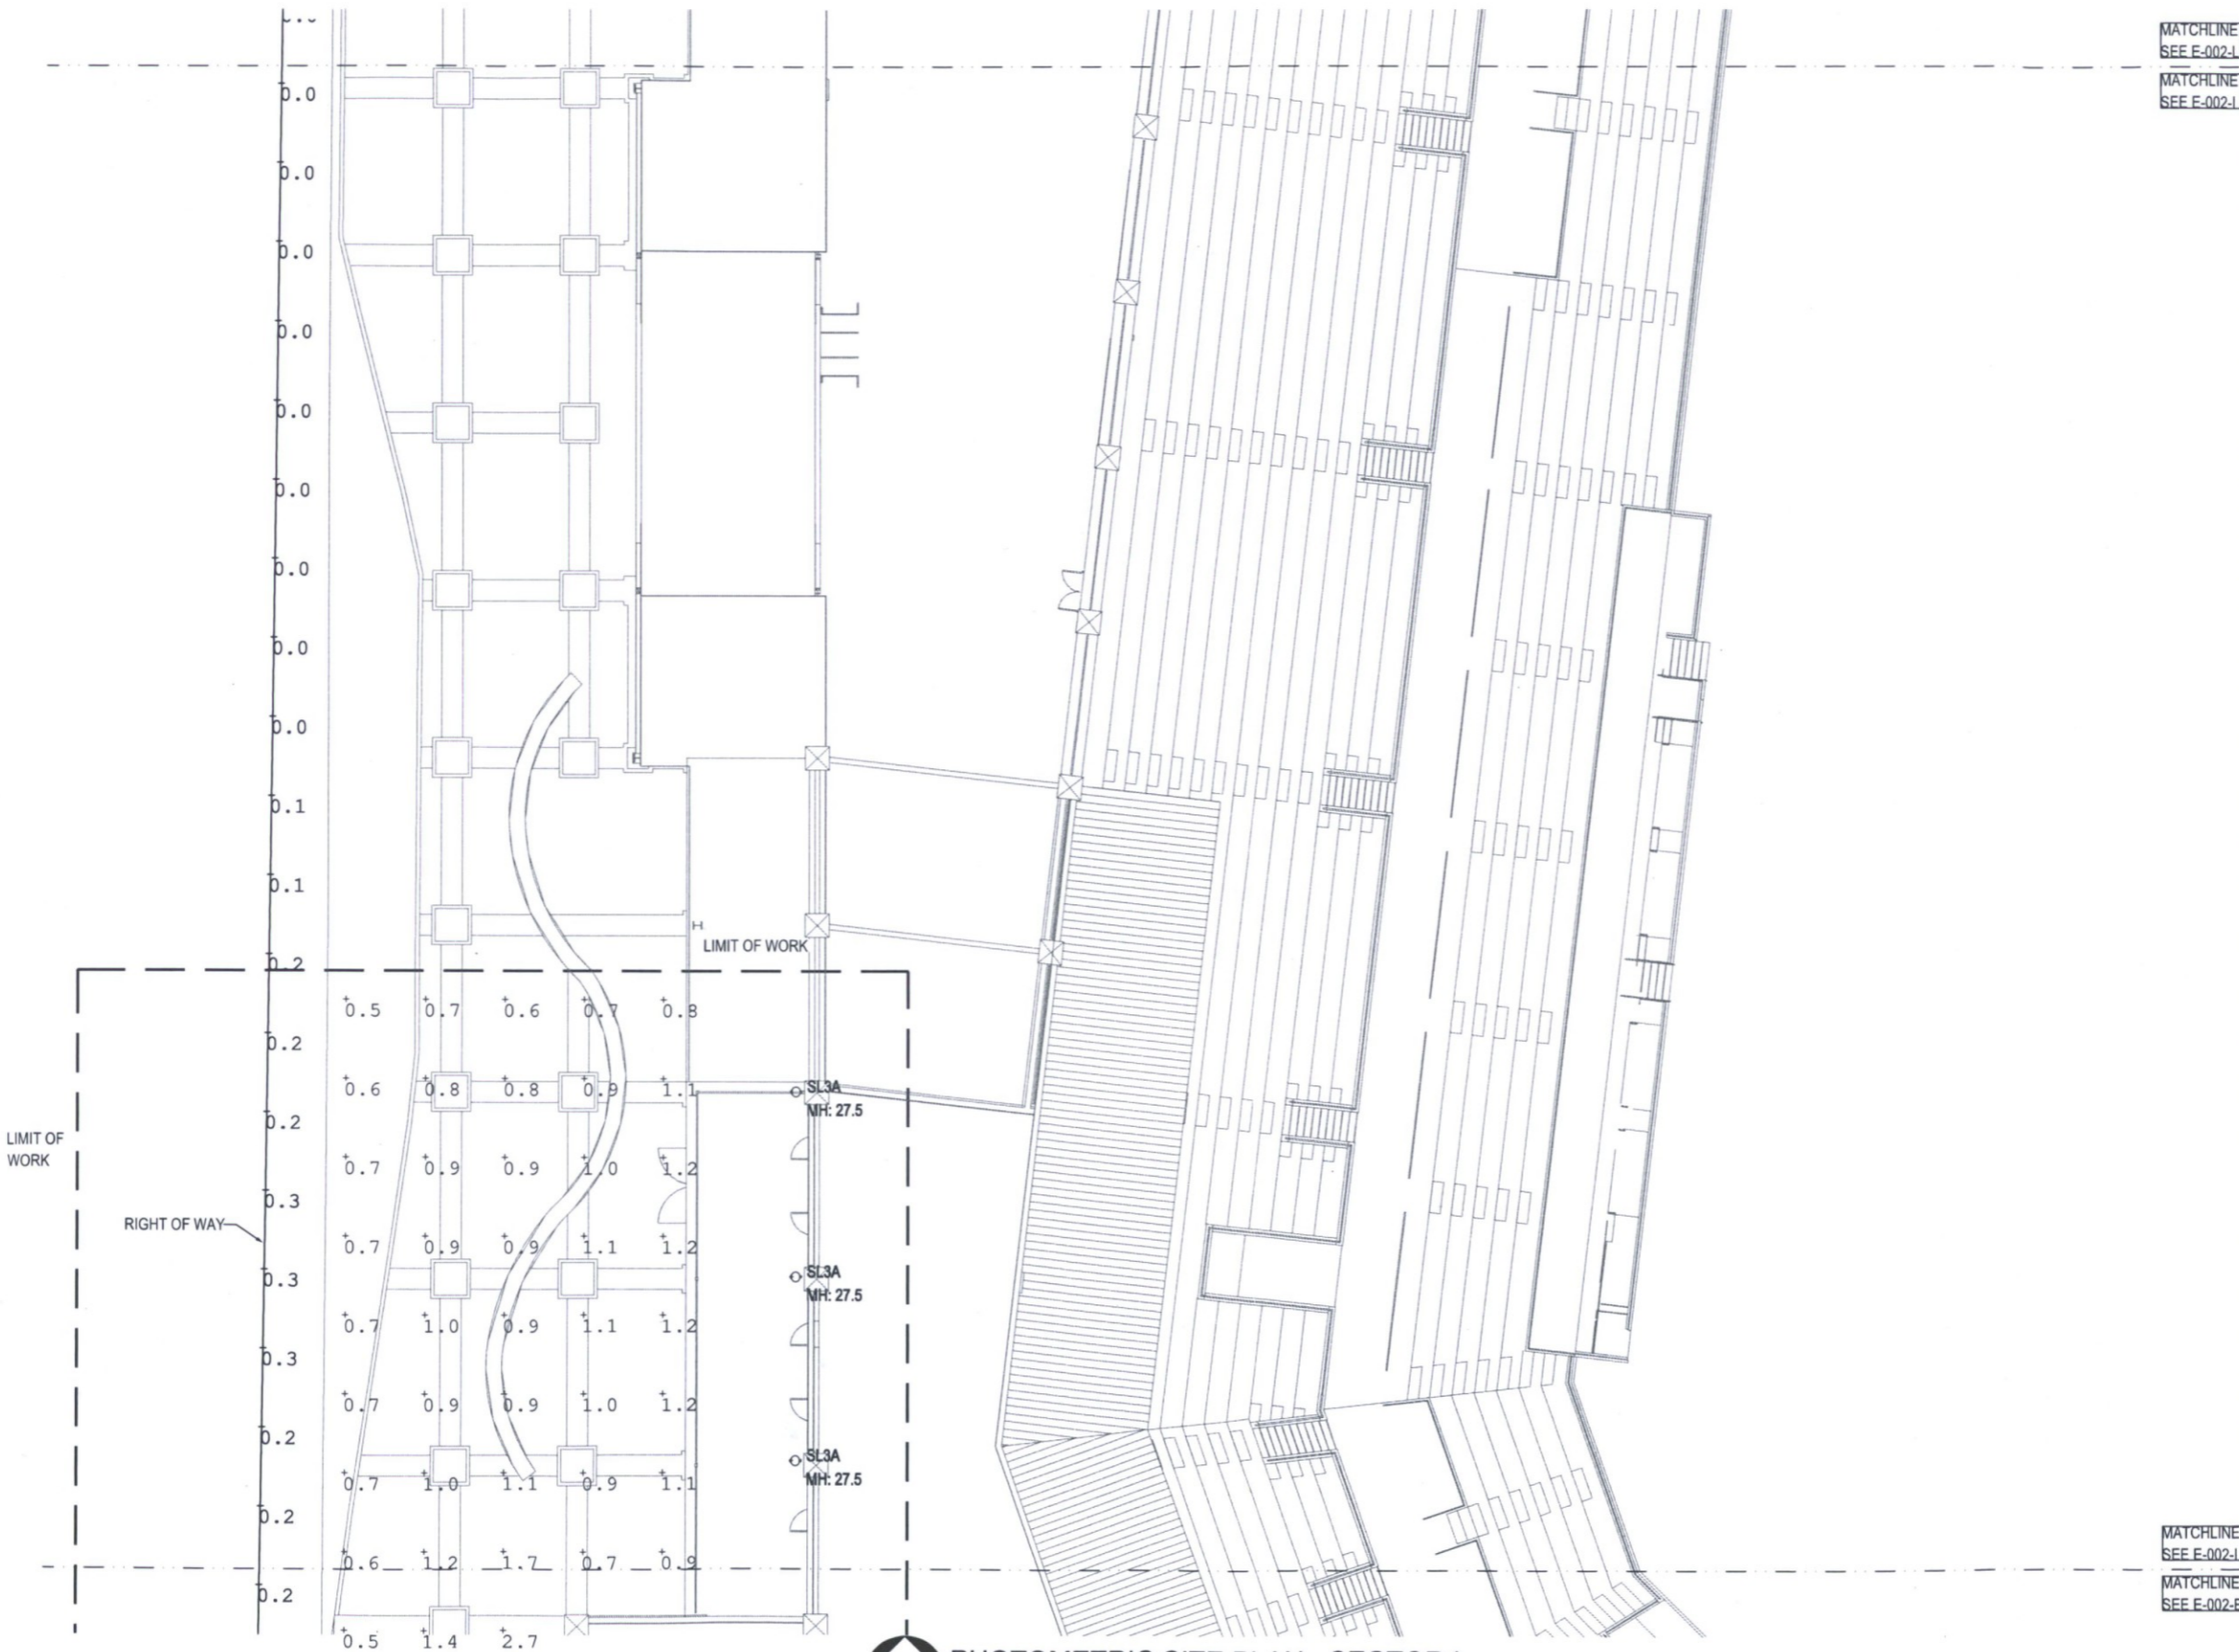 MATCHLINE
SEE E-002-L
MATCHLINE
SEE E-002-L
0.0
0.0
0.0
0.0
0.0
0.0
0.0
0.0
0.0
0.1
0.1
LIMIT OF WORK
0.2
+0.5 +0.7 +0.6 +0.7 +0.8
0.2
+0.6 +0.8 +0.8 +0.9 +1.1 SL3A
MH: 27.5
0.2
LIMIT OF
WORK
+0.7 +0.9 +0.9 +1.0 +1.2
0.3
RIGHT OF WAY
+0.7 +0.9 +0.9 +1.1 +1.2
0.3 SL3A
MH: 27.5
+0.7 +1.0 +0.9 +1.1 +1.2
0.3
+0.7 +0.9 +0.9 +1.0 +1.2
0.2
SL3A
MH: 27.5
+0.7 +1.0 +1.1 +0.9 +1.1
0.2
MATCHLINE
SEE E-002-L
+0.6 +1.2 +1.7 +0.7 +0.9
0.2
MATCHLINE
SEE E-002-E
+0.5 +1.4 +2.7